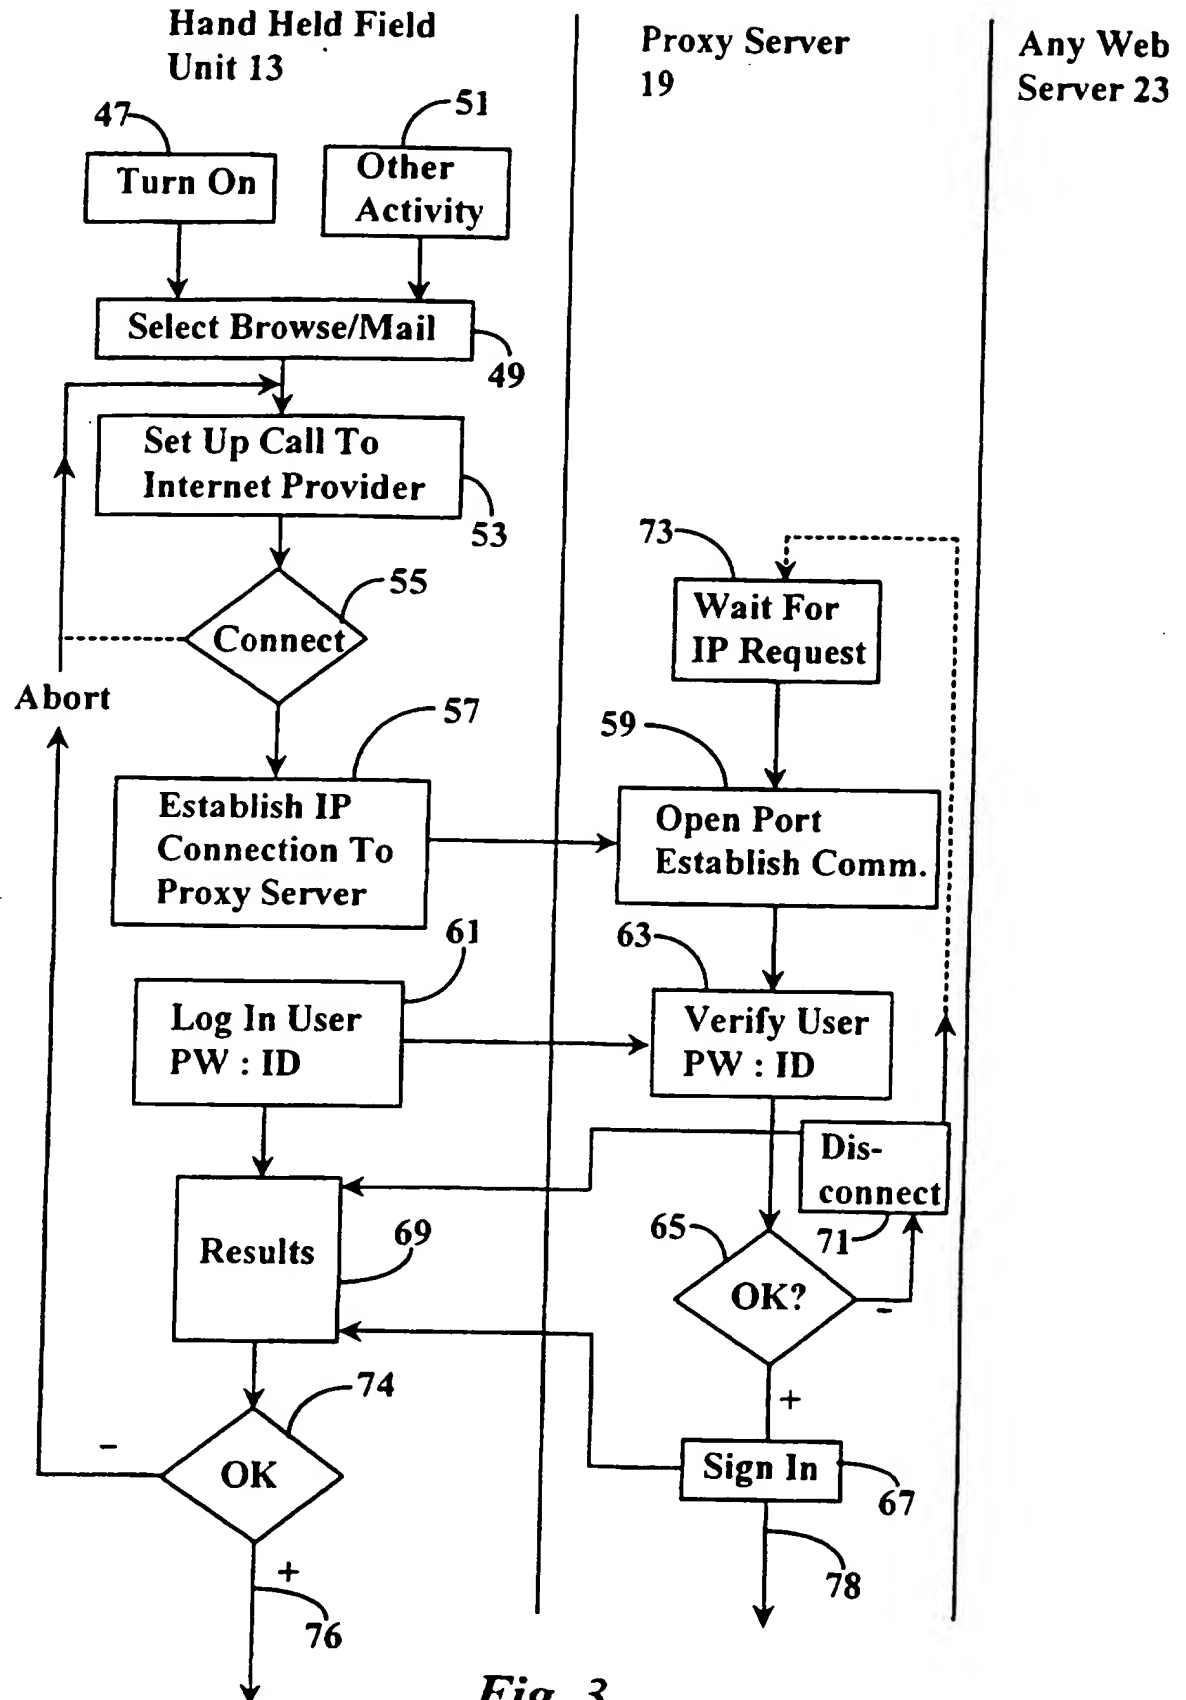 Hand Held Field
Unit 13
Proxy Server
19
Any Web
Server 23
47
51
Turn On
Other
Activity
Select Browse/Mail
49
Set Up Call To
Internet Provider
53
73
55
Connect
Wait For
IP Request
Abort
57
59
Establish IP
Connection To
Proxy Server
Open Port
Establish Comm.
61
63
Log In User
PW : ID
Verify User
PW : ID
Dis-
connect
71
Results
69
65
OK?
-
+
74
-
OK
Sign In
67
+
76
78
Fig. 3